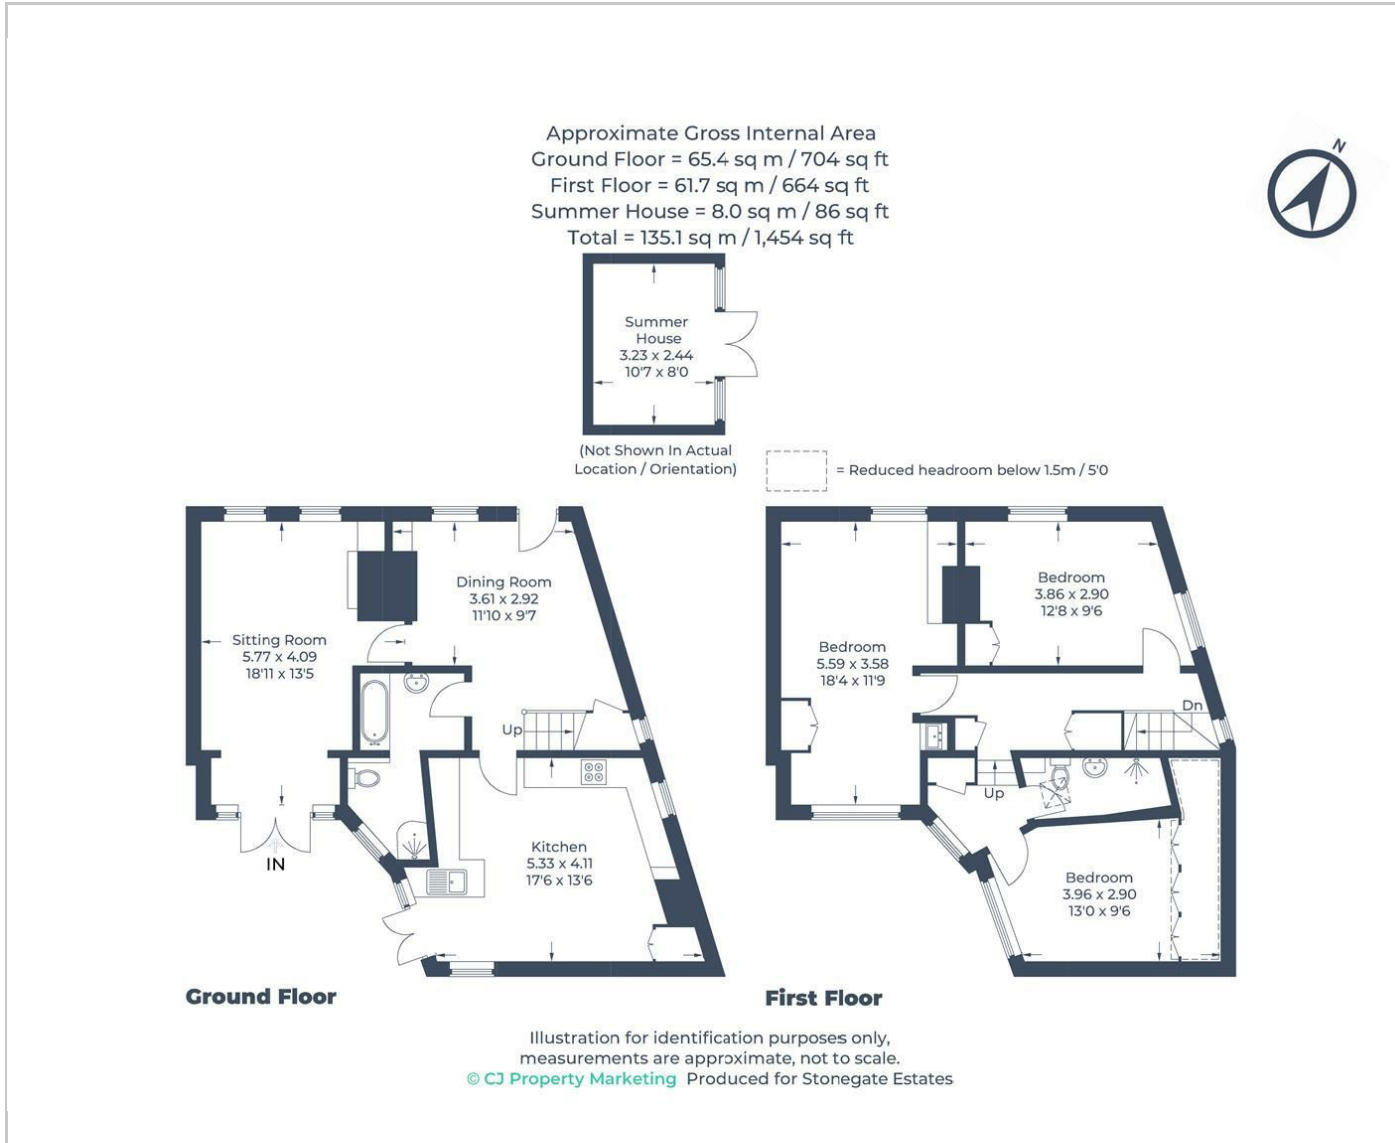 Approximate Gross Internal Area
Ground Floor = 65.4 sq m / 704 sq ft
First Floor = 61.7 sq m / 664 sq ft
Summer House = 8.0 sq m / 86 sq ft
Total = 135.1 sq m / 1,454 sq ft
N
Summer
House
3.23 x 2.44
10'7 x 8'0
(Not Shown In Actual
Location / Orientation)
= Reduced headroom below 1.5m / 5'0
Dining Room
3.61 x 2.92
11'10 x 9'7
Sitting Room
5.77 x 4.09
18'11 x 13'5
Up
IN
Kitchen
5.33 x 4.11
17'6 x 13'6
Ground Floor
Bedroom
3.86 x 2.90
12'8 x 9'6
Bedroom
5.59 x 3.58
18'4 x 11'9
Dn
Up
Bedroom
3.96 x 2.90
13'0 x 9'6
First Floor
Illustration for identification purposes only,
measurements are approximate, not to scale.
© CJ Property Marketing Produced for Stonegate Estates